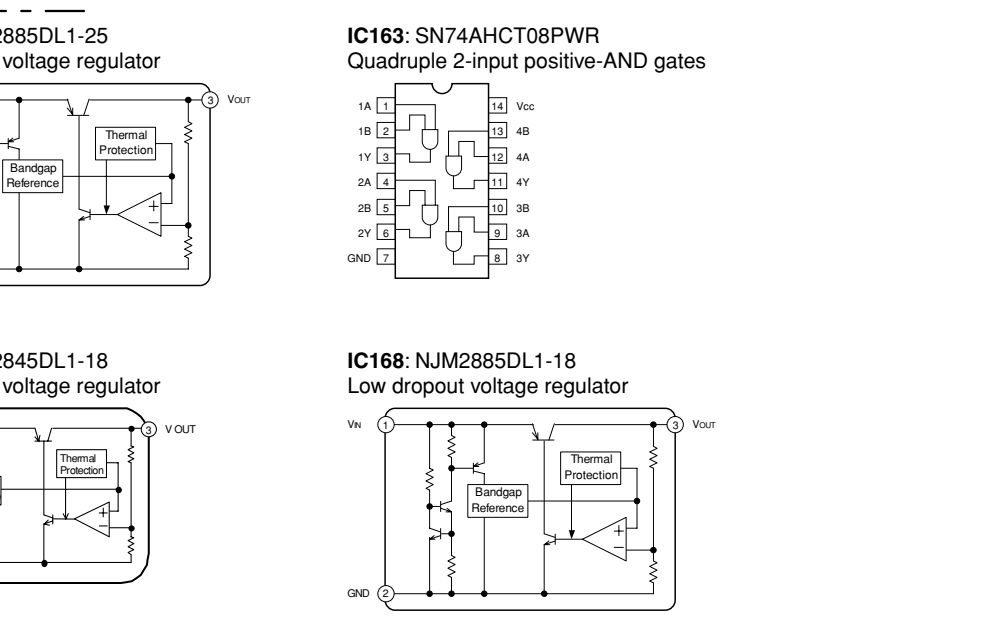 2885DL1-25
voltage regulator
3 VOUT
Thermal
Protection
Bandgap
Reference
+
−
IC163: SN74AHCT08PWR
Quadruple 2-input positive-AND gates
1A 1 14 Vcc
1B 2 13 4B
1Y 3 12 4A
2A 4 11 4Y
2B 5 10 3B
2Y 6 9 3A
GND 7 8 3Y
2845DL1-18
voltage regulator
3 V OUT
Thermal
Protection
+
−
IC168: NJM2885DL1-18
Low dropout voltage regulator
VIN 1 3 VOUT
Thermal
Protection
Bandgap
Reference
+
−
GND 2